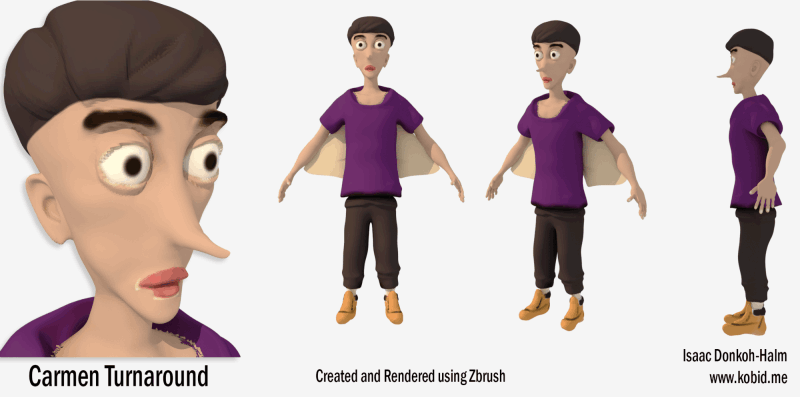 Carmen Turnaround
Created and Rendered using Zbrush
Isaac Donkoh-Halm
www.kobid.me